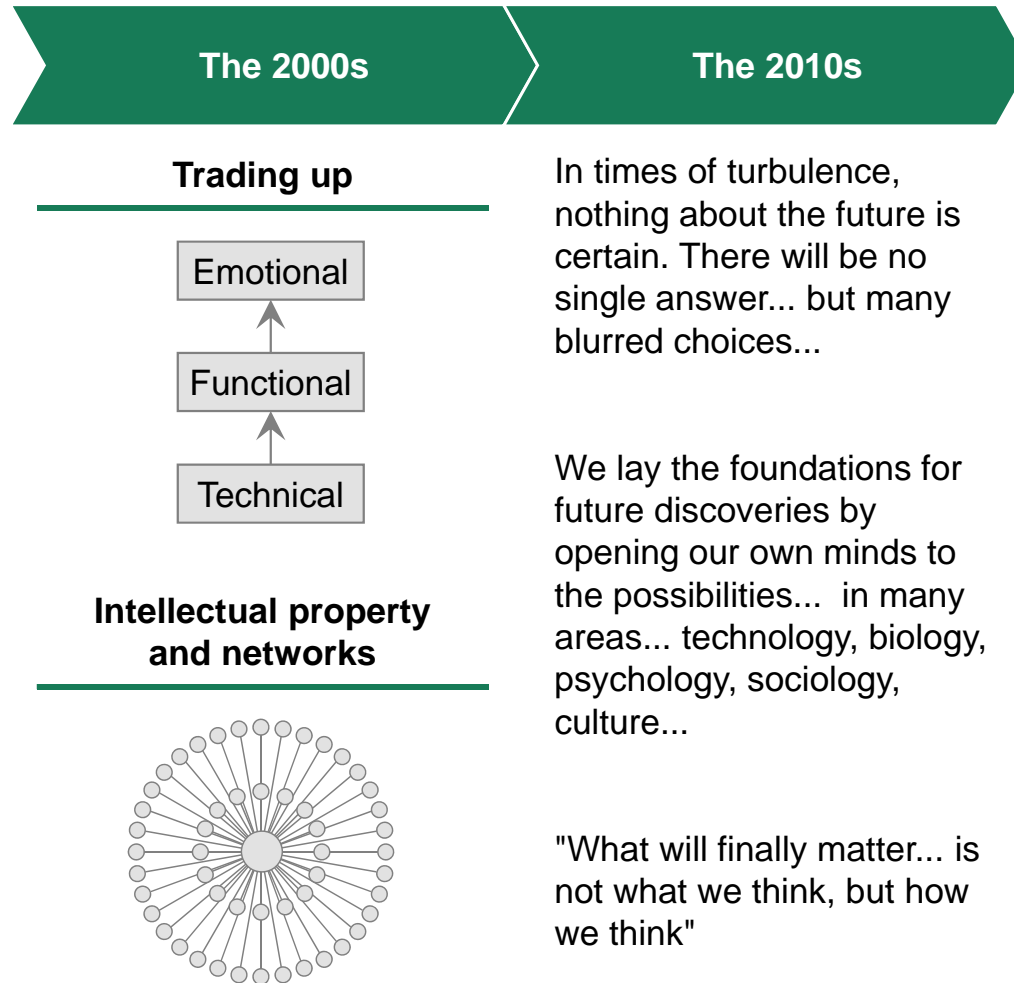 The 2000s
The 2010s
Trading up
Emotional
Functional
Technical
Intellectual property
and networks
In times of turbulence,
nothing about the future is
certain. There will be no
single answer... but many
blurred choices...
We lay the foundations for
future discoveries by
opening our own minds to
the possibilities...  in many
areas... technology, biology,
psychology, sociology,
culture...
"What will finally matter... is
not what we think, but how
we think"